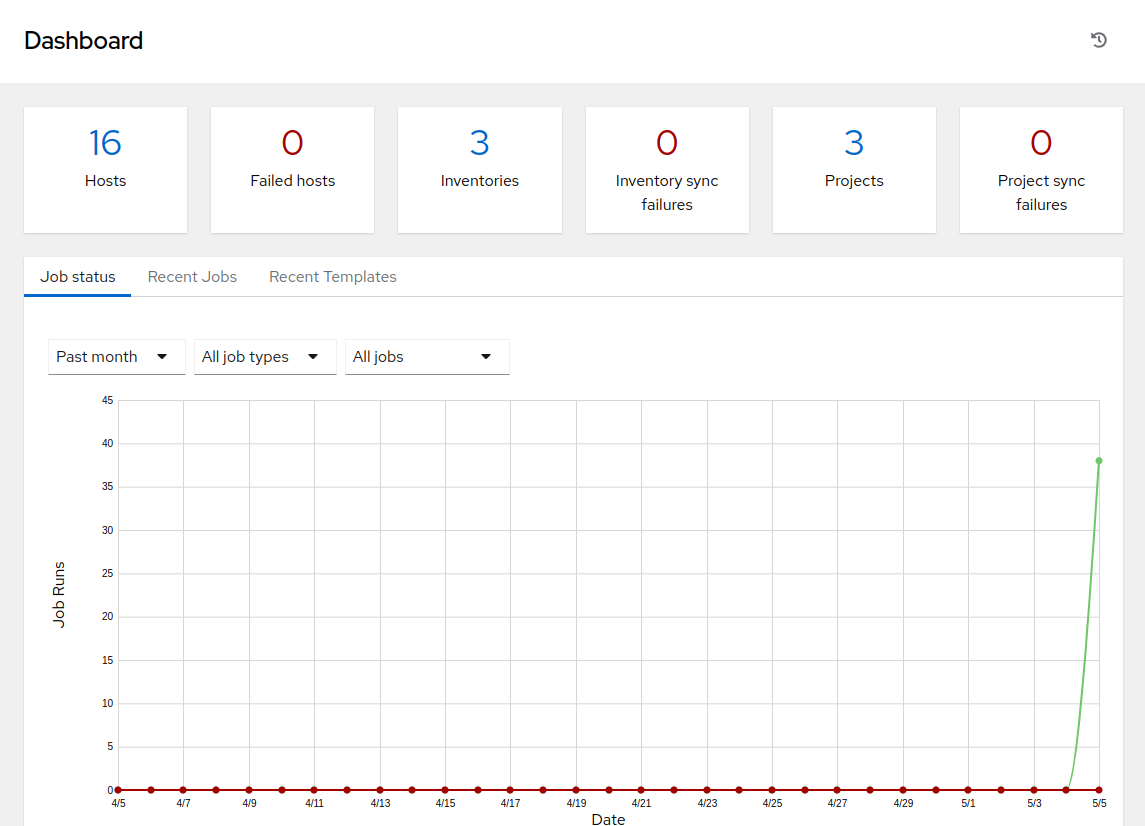 Dashboard
16
Hosts
0
Failed hosts
3
Inventories
0
Inventory sync
failures
3
Projects
0
Project sync
failures
Job status Recent Jobs Recent Templates
Past month All job types All jobs
45
40
35
30
25
20
15
10
5
0
Job Runs
4/5 4/7 4/9 4/11 4/13 4/15 4/17 4/19 4/21 4/23 4/25 4/27 4/29 5/1 5/3 5/5
Date